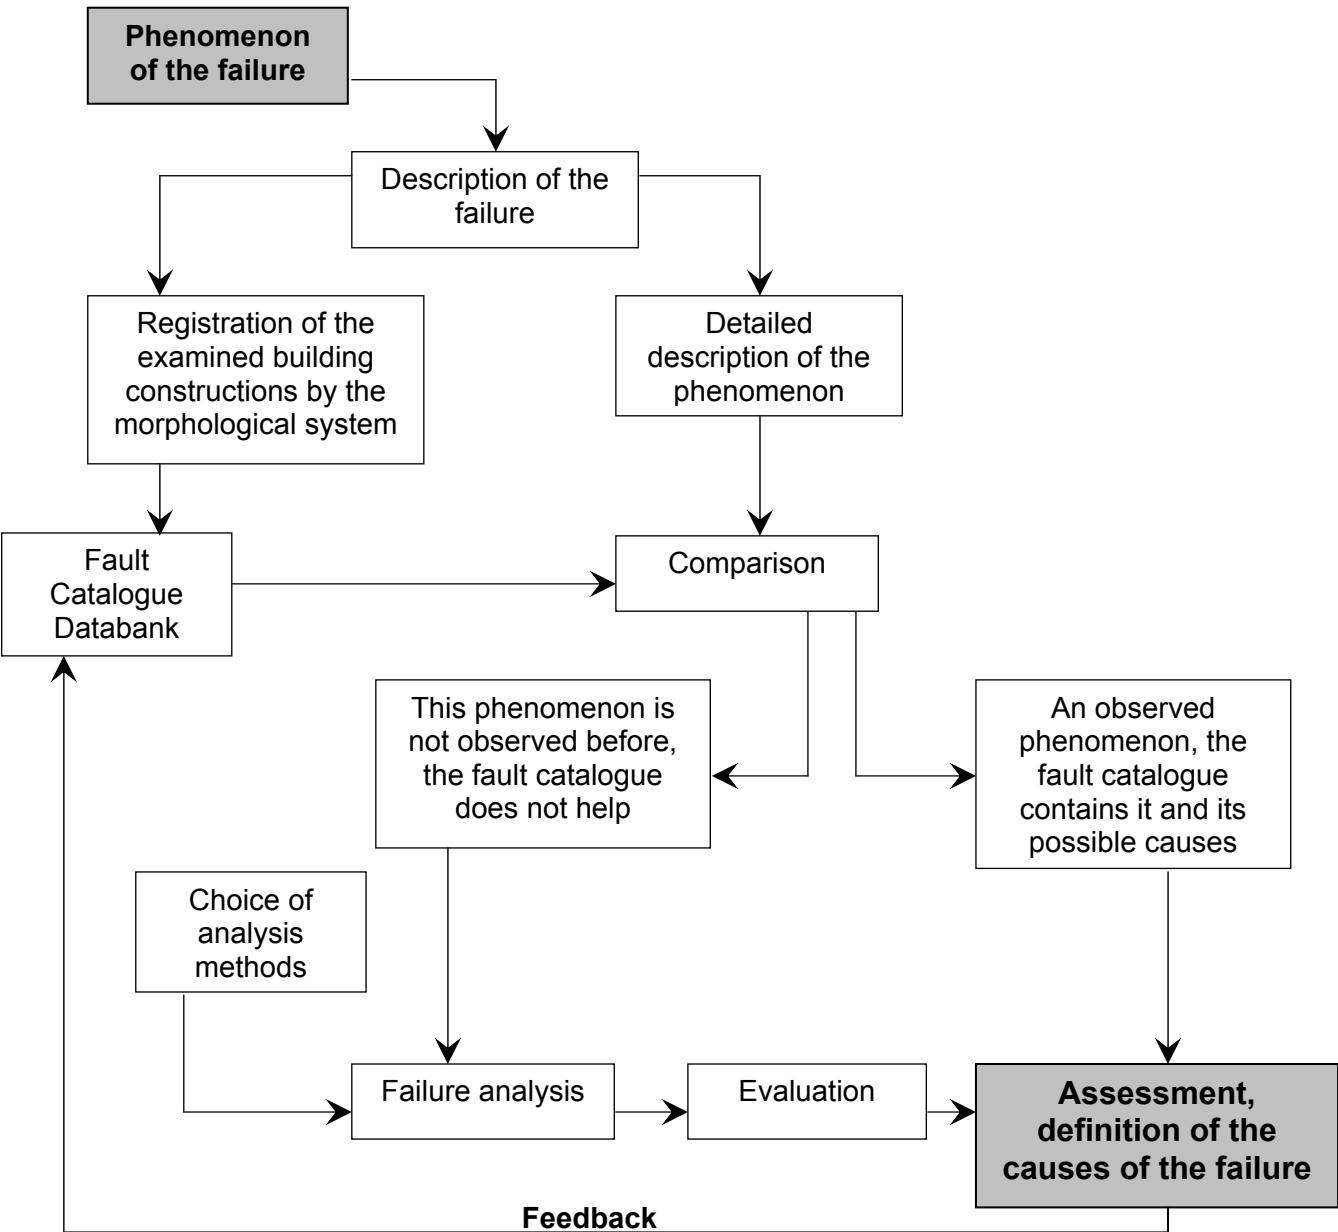 Phenomenon
of the failure
Description of the
failure
Registration of the
examined building
constructions by the
morphological system
Detailed
description of the
phenomenon
Fault
Catalogue
Databank
Comparison
This phenomenon is
not observed before,
the fault catalogue
does not help
An observed
phenomenon, the
fault catalogue
contains it and its
possible causes
Choice of
analysis
methods
Failure analysis
Evaluation
Assessment,
definition of the
causes of the failure
Feedback